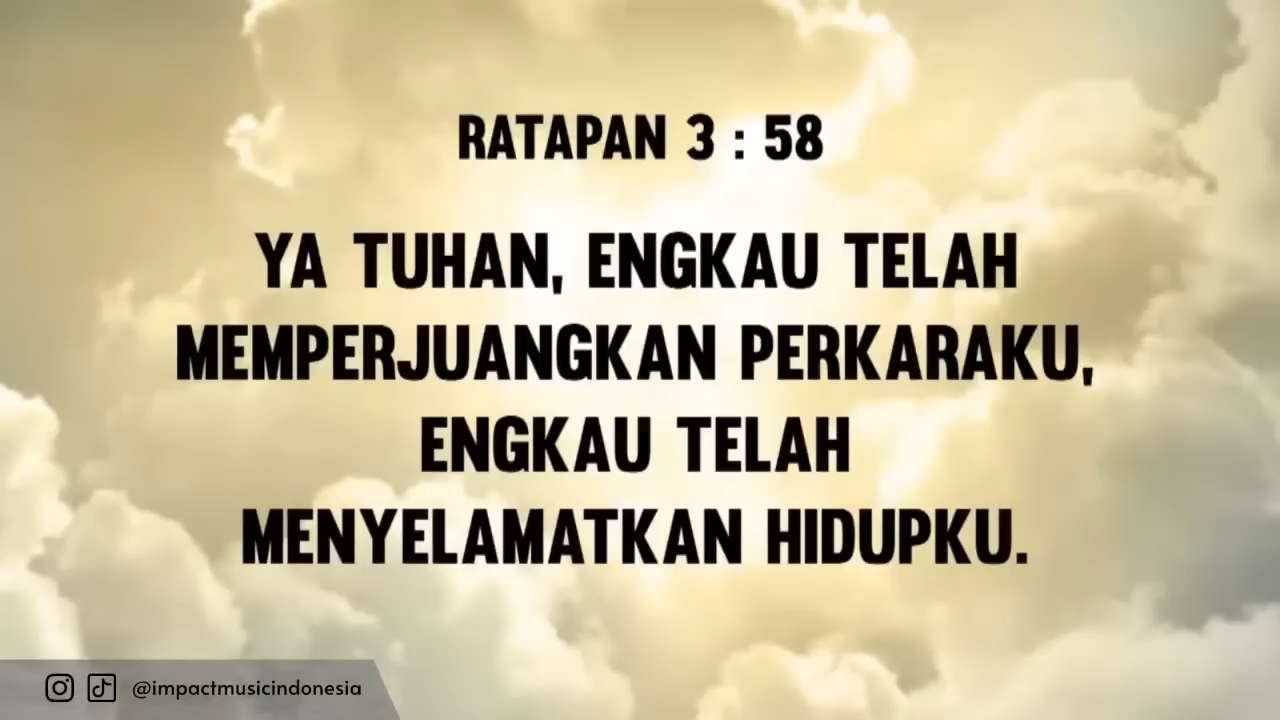 RATAPAN 3 : 58
YA TUHAN, ENGKAU TELAH
MEMPERJUANGKAN PERKARAKU,
ENGKAU TELAH
MENYELAMATKAN HIDUPKU.
@impactmusicindonesia